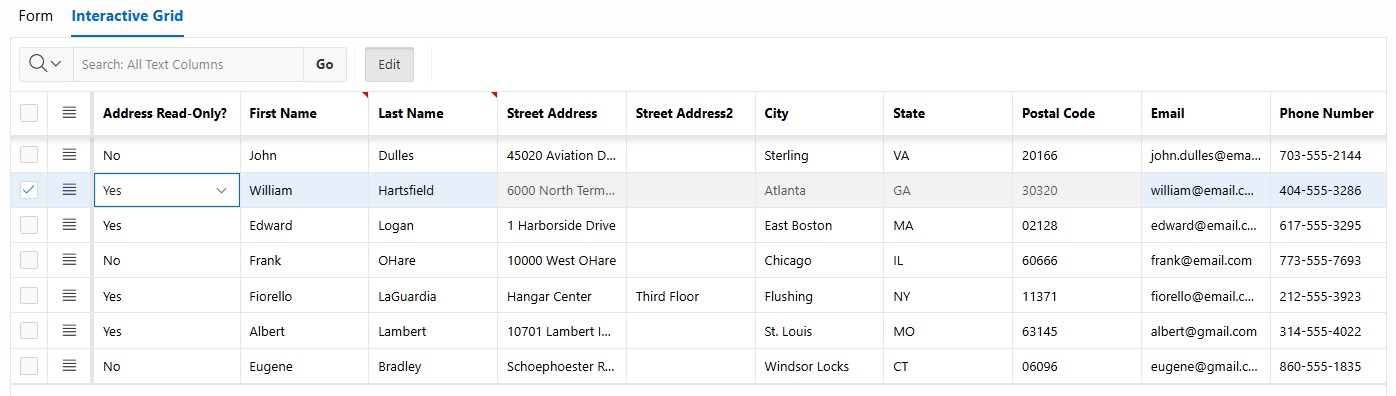 Form Interactive Grid
Search: All Text Columns Go Edit
Address Read-Only? First Name Last Name Street Address Street Address2 City State Postal Code Email Phone Number
No John Dulles 45020 Aviation D... Sterling VA 20166 john.dulles@ema... 703-555-2144
Yes William Hartsfield 6000 North Term... Atlanta GA 30320 william@email.c... 404-555-3286
Yes Edward Logan 1 Harborside Drive East Boston MA 02128 edward@email.c... 617-555-3295
No Frank OHare 10000 West OHare Chicago IL 60666 frank@email.com 773-555-7693
Yes Fiorello LaGuardia Hangar Center Third Floor Flushing NY 11371 fiorello@email.c... 212-555-3923
Yes Albert Lambert 10701 Lambert I... St. Louis MO 63145 albert@gmail.com 314-555-4022
No Eugene Bradley Schoephoester R... Windsor Locks CT 06096 eugene@gmail.c... 860-555-1835